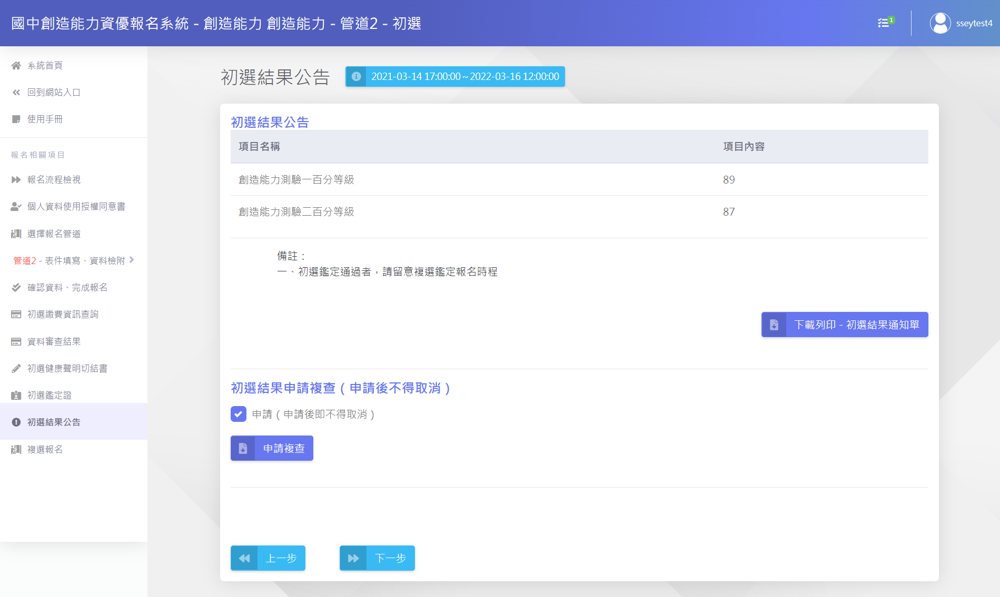 國中創造能力資優報名系統 - 創造能力 創造能力 - 管道2 - 初選
1
sseytest4
系統首頁
回到網站入口
使用手冊
報名相關項目
報名流程檢視
個人資料使用授權同意書
選擇報名管道
管道2 - 表件填寫、資料檢附
確認資料、完成報名
初選繳費資訊查詢
資料審查結果
初選健康聲明切結書
初選鑑定證
初選結果公告
複選報名
初選結果公告
2021-03-14 17:00:00 ~ 2022-03-16 12:00:00
初選結果公告
項目名稱 項目內容
創造能力測驗一百分等級 89
創造能力測驗二百分等級 87
備註：
一、初選鑑定通過者，請留意複選鑑定報名時程
下載列印 - 初選結果通知單
初選結果申請複查 ( 申請後不得取消 )
申請 ( 申請後即不得取消 )
申請複查
上一步
下一步